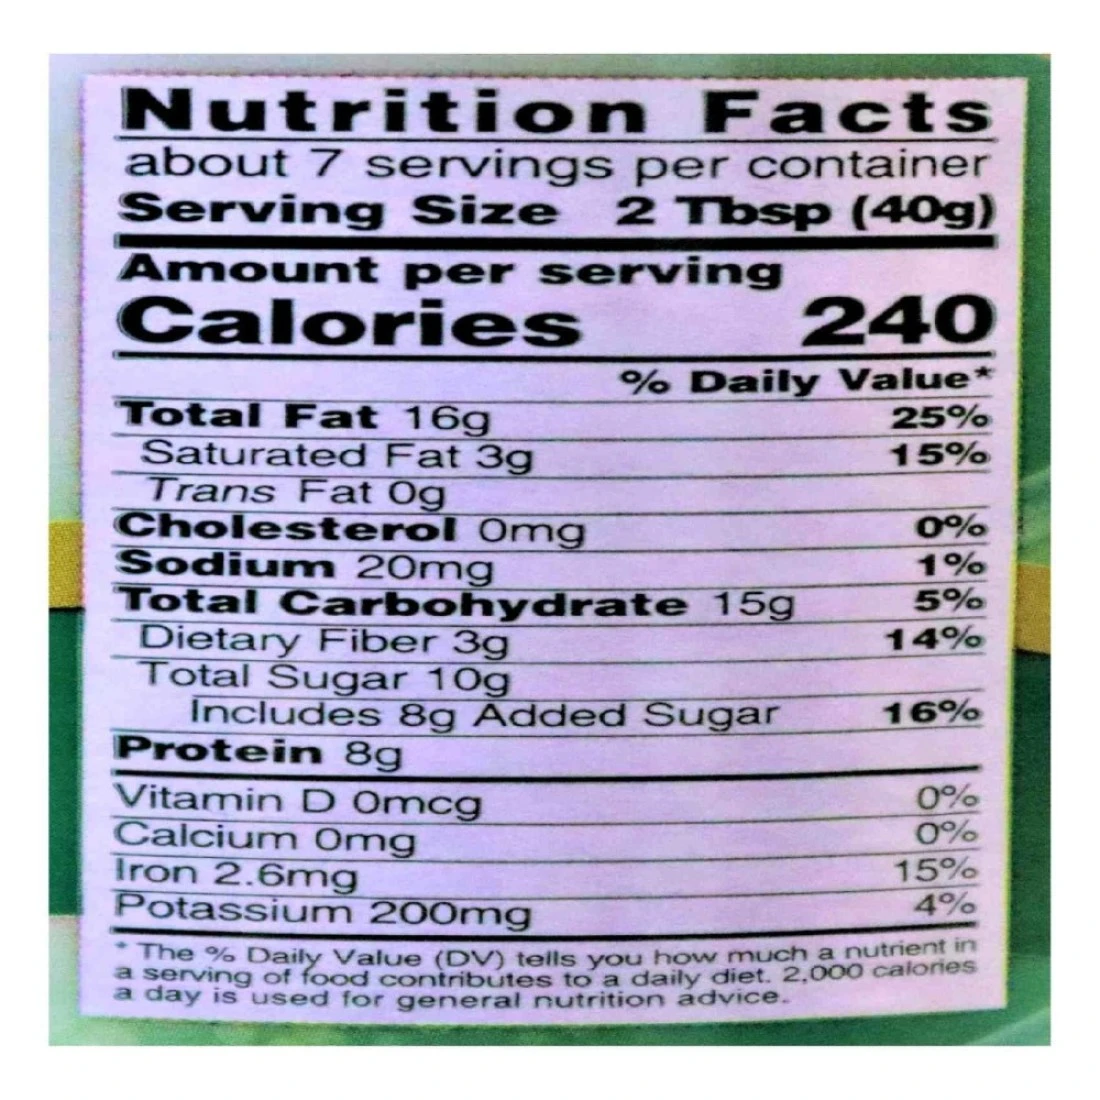 Nutrition Facts
about 7 servings per container
Serving Size 2 Tbsp (40g)
Amount per serving
Calories 240
% Daily Value*
Total Fat 16g 25%
Saturated Fat 3g 15%
Trans Fat 0g
Cholesterol 0mg 0%
Sodium 20mg 1%
Total Carbohydrate 15g 5%
Dietary Fiber 3g 14%
Total Sugar 10g
Includes 8g Added Sugar 16%
Protein 8g
Vitamin D 0mcg 0%
Calcium 0mg 0%
Iron 2.6mg 15%
Potassium 200mg 4%
* The % Daily Value (DV) tells you how much a nutrient in
a serving of food contributes to a daily diet. 2,000 calories
a day is used for general nutrition advice.